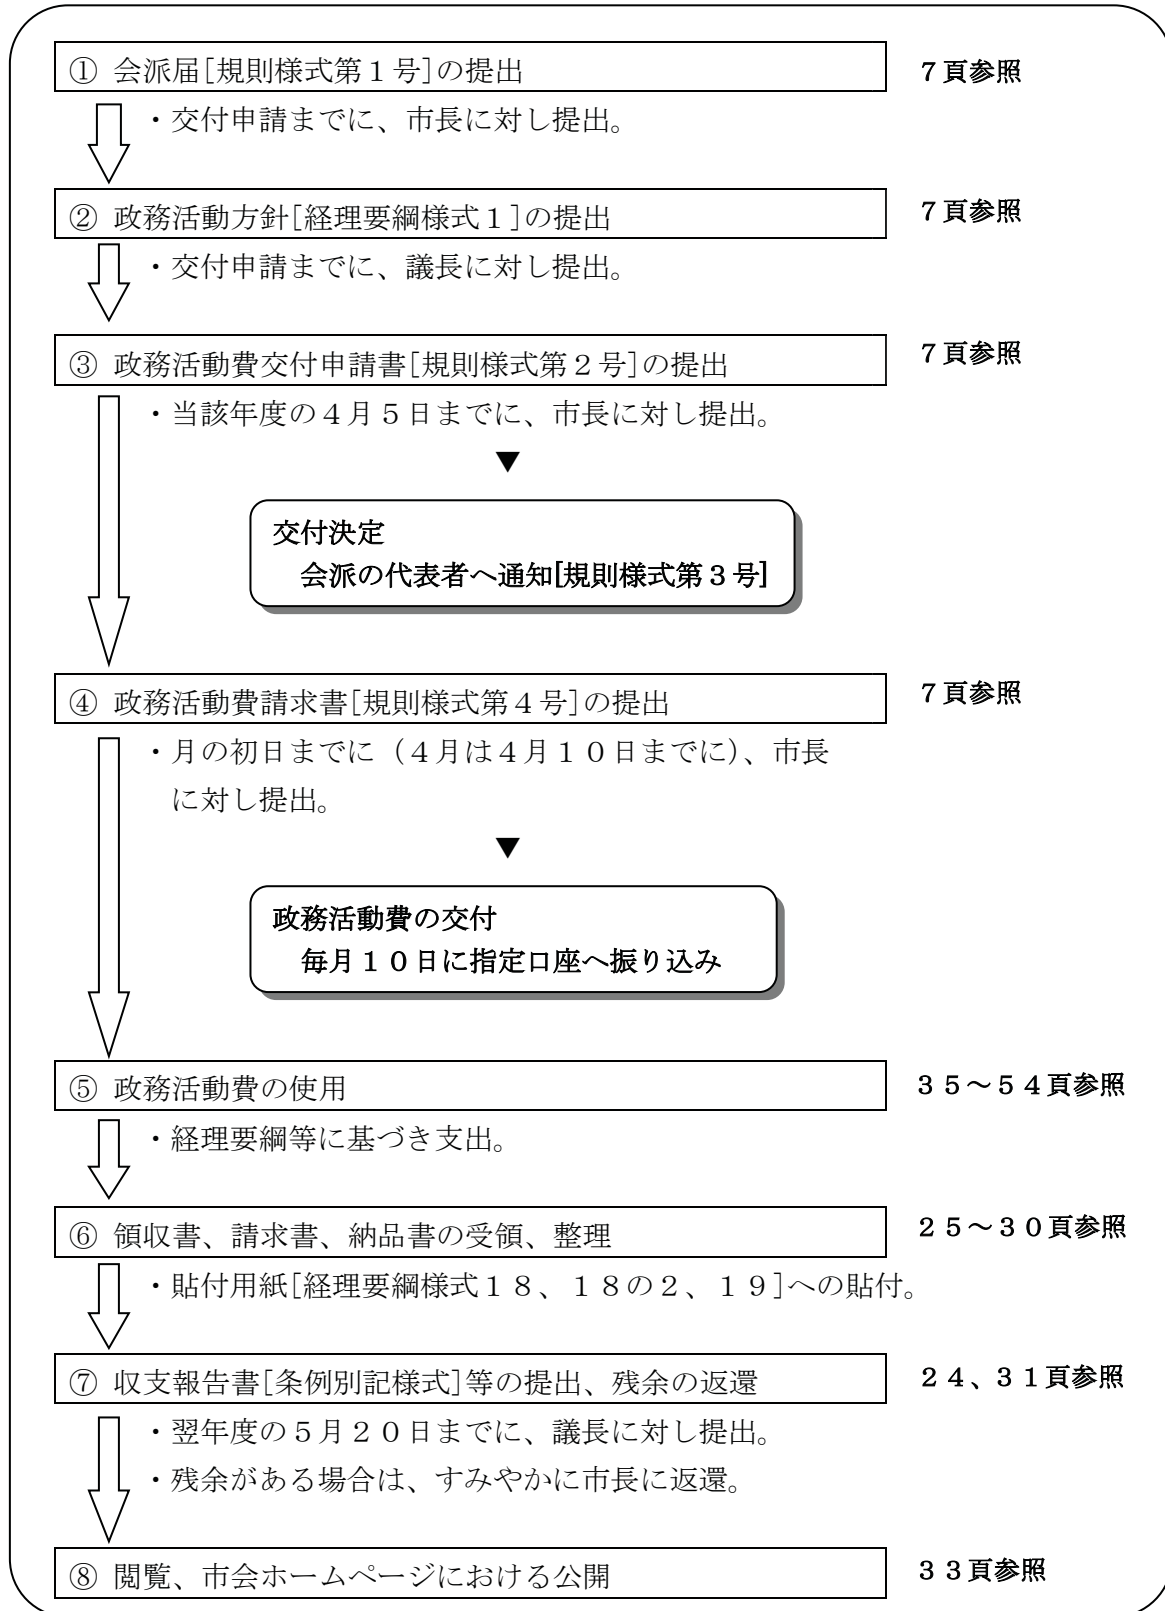 ① 会派届[規則様式第１号]の提出
７頁参照
・交付申請までに、市長に対し提出。
② 政務活動方針[経理要綱様式１]の提出
７頁参照
・交付申請までに、議長に対し提出。
③ 政務活動費交付申請書[規則様式第２号]の提出
７頁参照
・当該年度の４月５日までに、市長に対し提出。
▼
交付決定
会派の代表者へ通知[規則様式第３号]
④ 政務活動費請求書[規則様式第４号]の提出
７頁参照
・月の初日までに（４月は４月１０日までに）、市長
に対し提出。
▼
政務活動費の交付
毎月１０日に指定口座へ振り込み
⑤ 政務活動費の使用
３５～５４頁参照
・経理要綱等に基づき支出。
⑥ 領収書、請求書、納品書の受領、整理
２５～３０頁参照
・貼付用紙[経理要綱様式１８、１８の２、１９]への貼付。
⑦ 収支報告書[条例別記様式]等の提出、残余の返還
２４、３１頁参照
・翌年度の５月２０日までに、議長に対し提出。
・残余がある場合は、すみやかに市長に返還。
⑧ 閲覧、市会ホームページにおける公開
３３頁参照